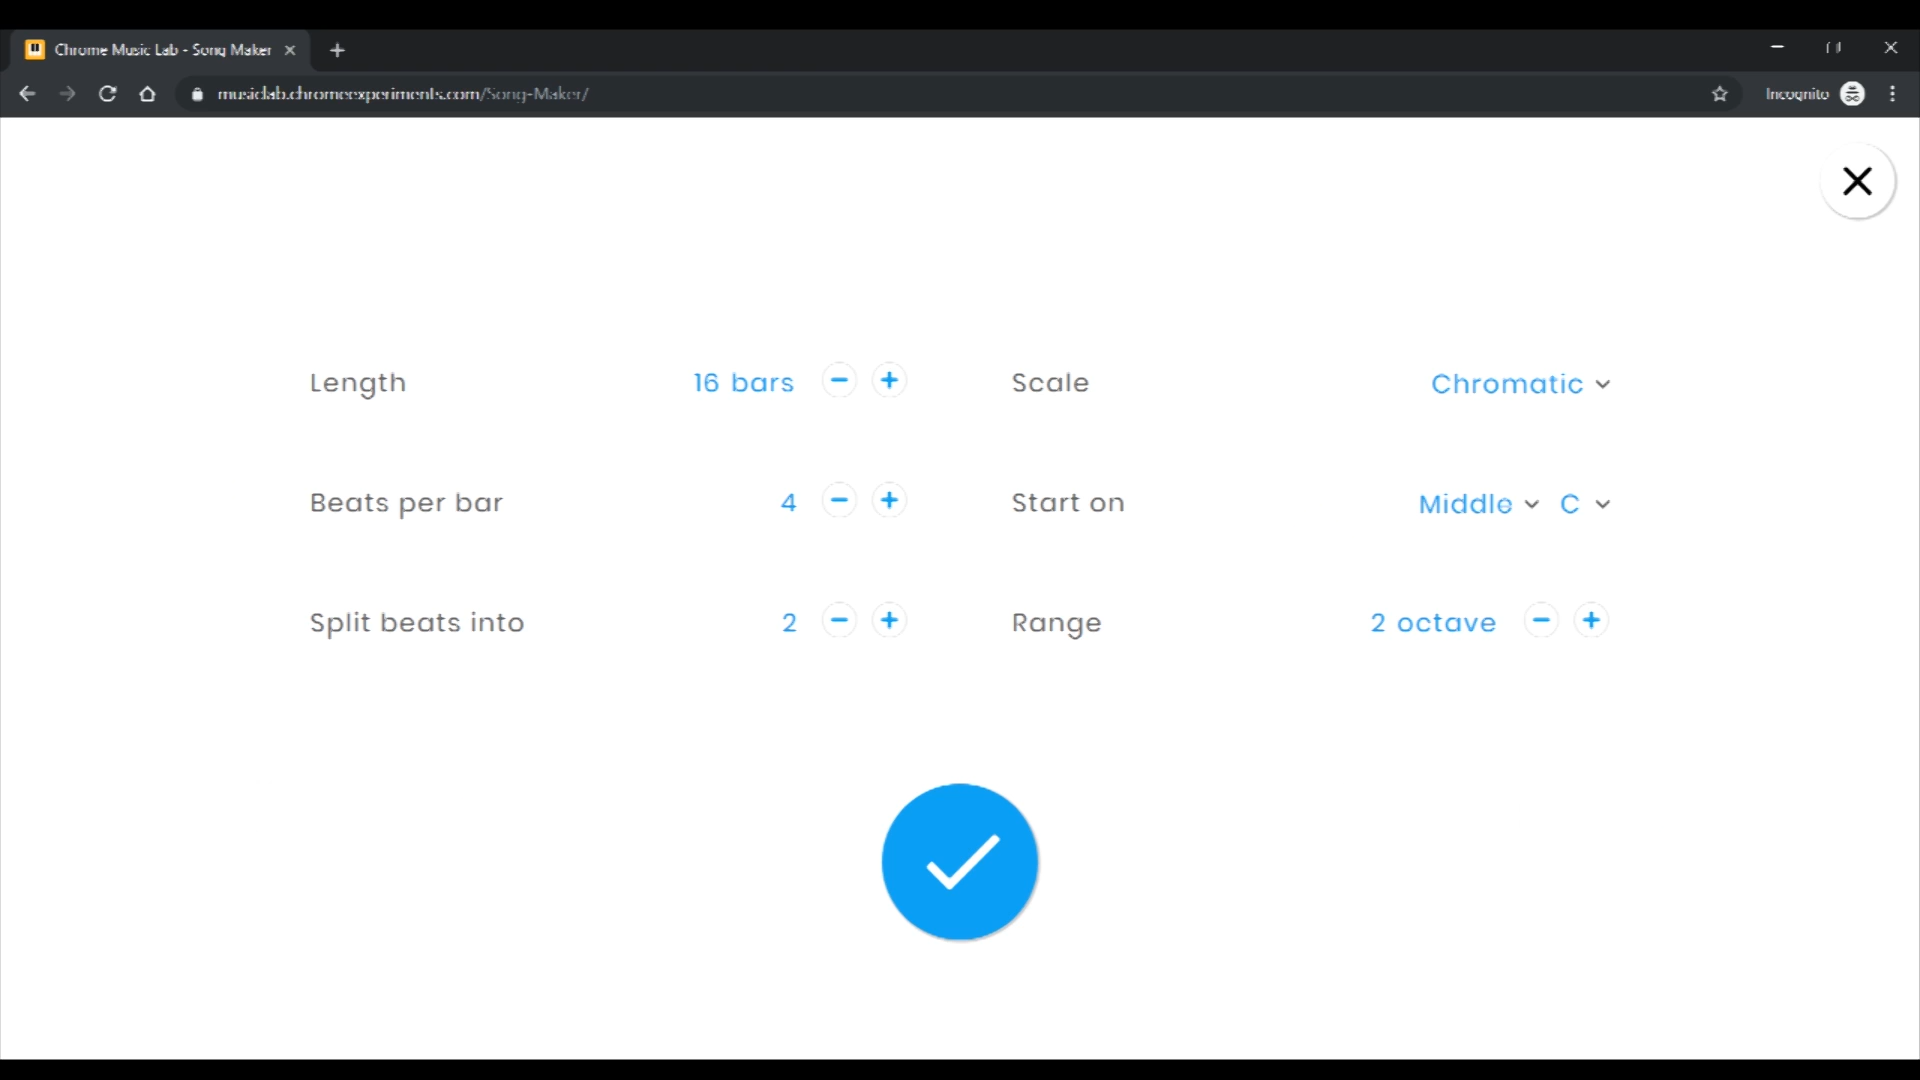 Chrome Music Lab - Song Maker
musiclab.chromeexperiments.com/Song-Maker/
Incognito
Length 16 bars
Scale Chromatic
Beats per bar 4
Start on Middle C
Split beats into 2
Range 2 octave